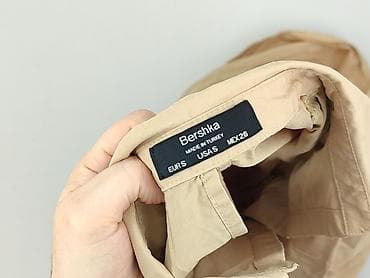 Bershka
MADE IN TURKEY
EUR S USA S MEX 26